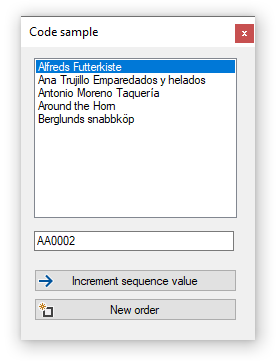 Code sample
x
Alfreds Futterkiste
Ana Trujillo Emparedados y helados
Antonio Moreno Taquería
Around the Horn
Berglunds snabbköp
AA0002
Increment sequence value
New order